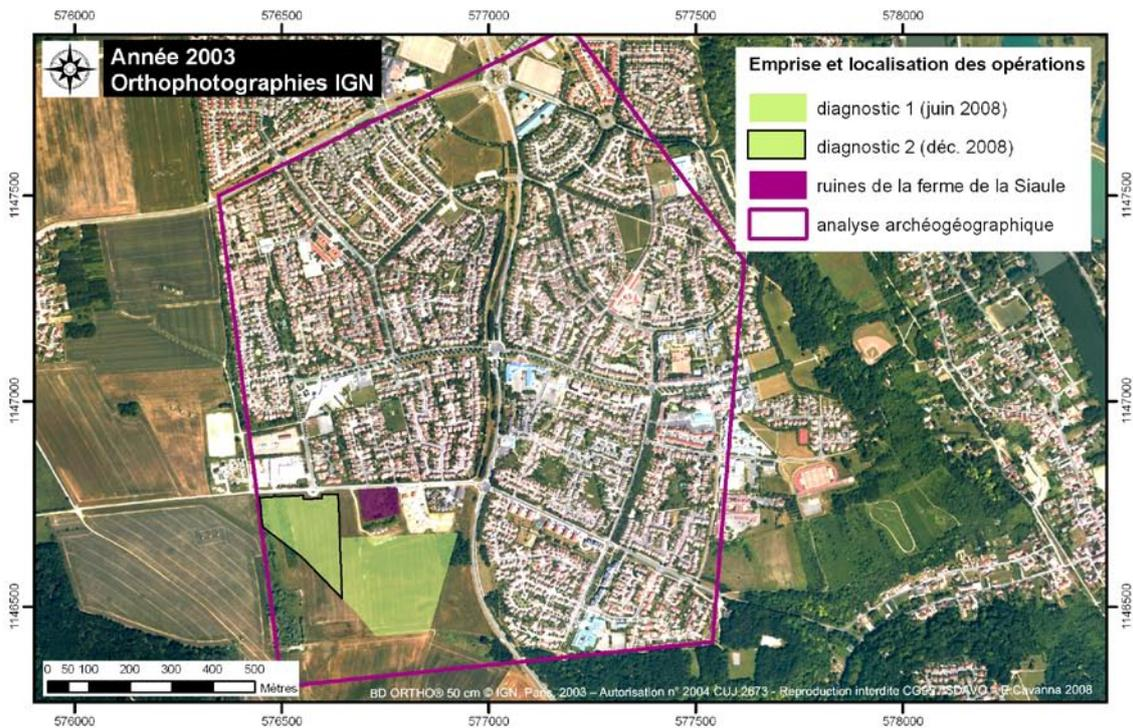 576000 576500 577000 577500 578000
Année 2003
Orthophotographies IGN
Emprise et localisation des opérations
diagnostic 1 (juin 2008)
diagnostic 2 (déc. 2008)
ruines de la ferme de la Siaule
analyse archéogéographique
1147500 1147500
1147000 1147000
1146500 1146500
0 50 100 200 300 400 500
Mètres
BD ORTHO® 50 cm © IGN, Paris, 2003 – Autorisation n° 2004 CUJ 2673 - Reproduction interdite 2008
576000 576500 577000 577500 578000